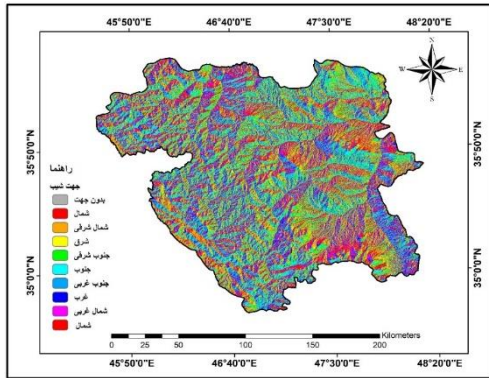 45°50'0"E 46°40'0"E 47°30'0"E 48°20'0"E
N
W E
S
35°50'0"N
35°50'0"N
راهنما
جهت شیب
بدون جهت
شمال
شمال شرقی
شرق
جنوب شرقی
جنوب
جنوب غربی
غرب
شمال غربی
شمال
35°0'0"N
35°0'0"N
Kilometers
0 25 50 100 150 200
45°50'0"E 46°40'0"E 47°30'0"E 48°20'0"E